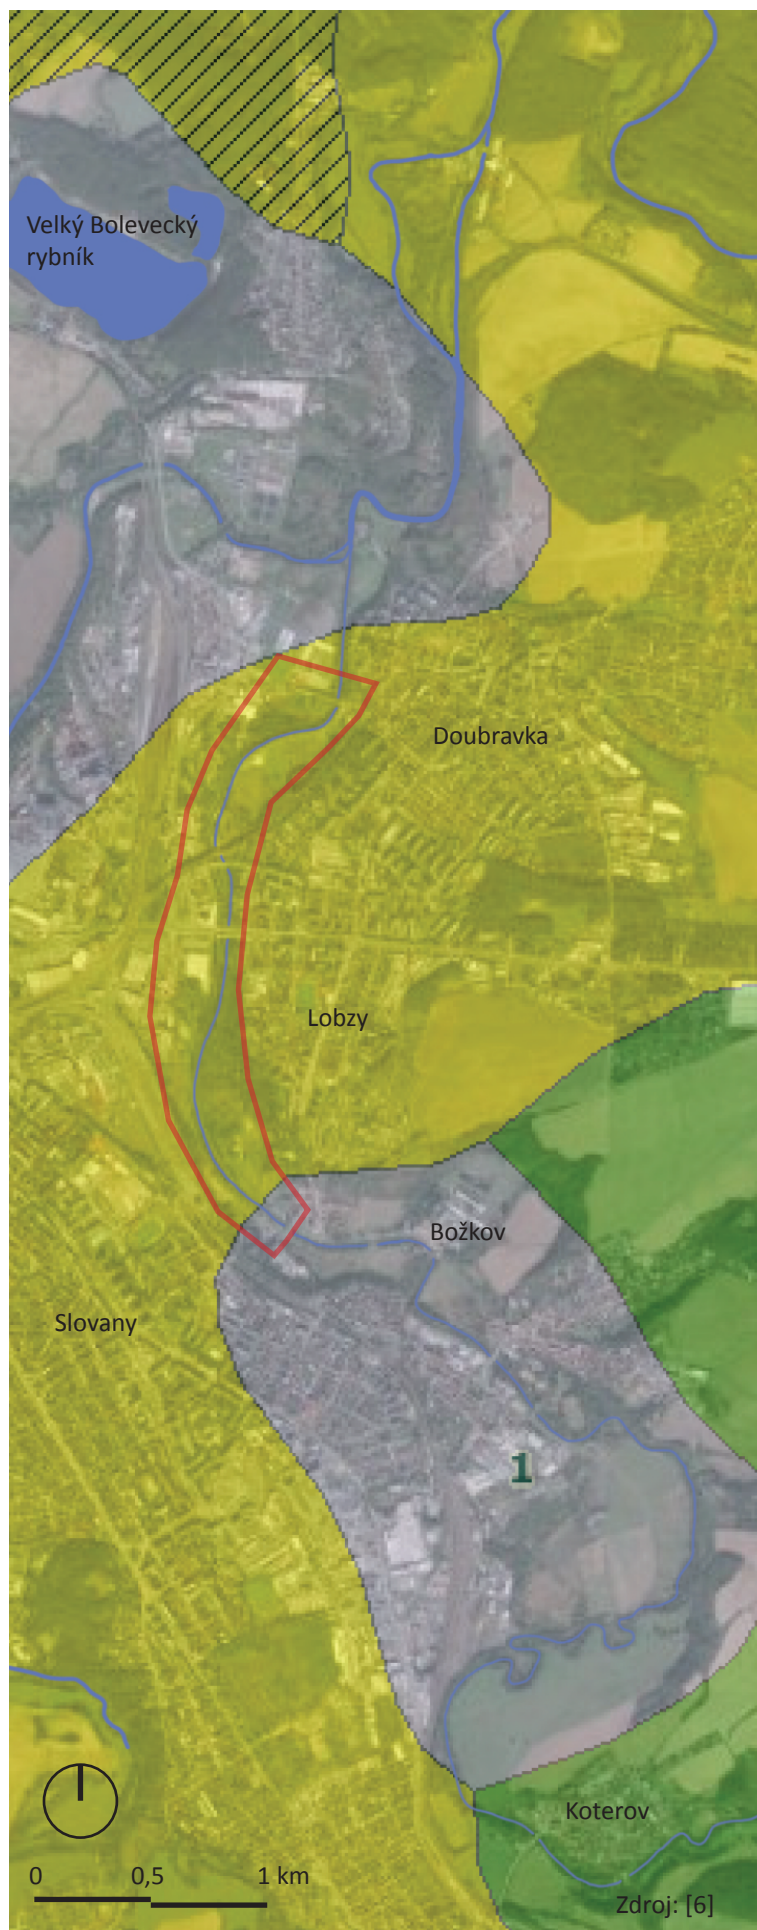 Velký Bolevecký
rybník
Doubravka
Lobzy
Božkov
Slovany
1
Koterov
0 0,5 1 km
Zdroj: [6]